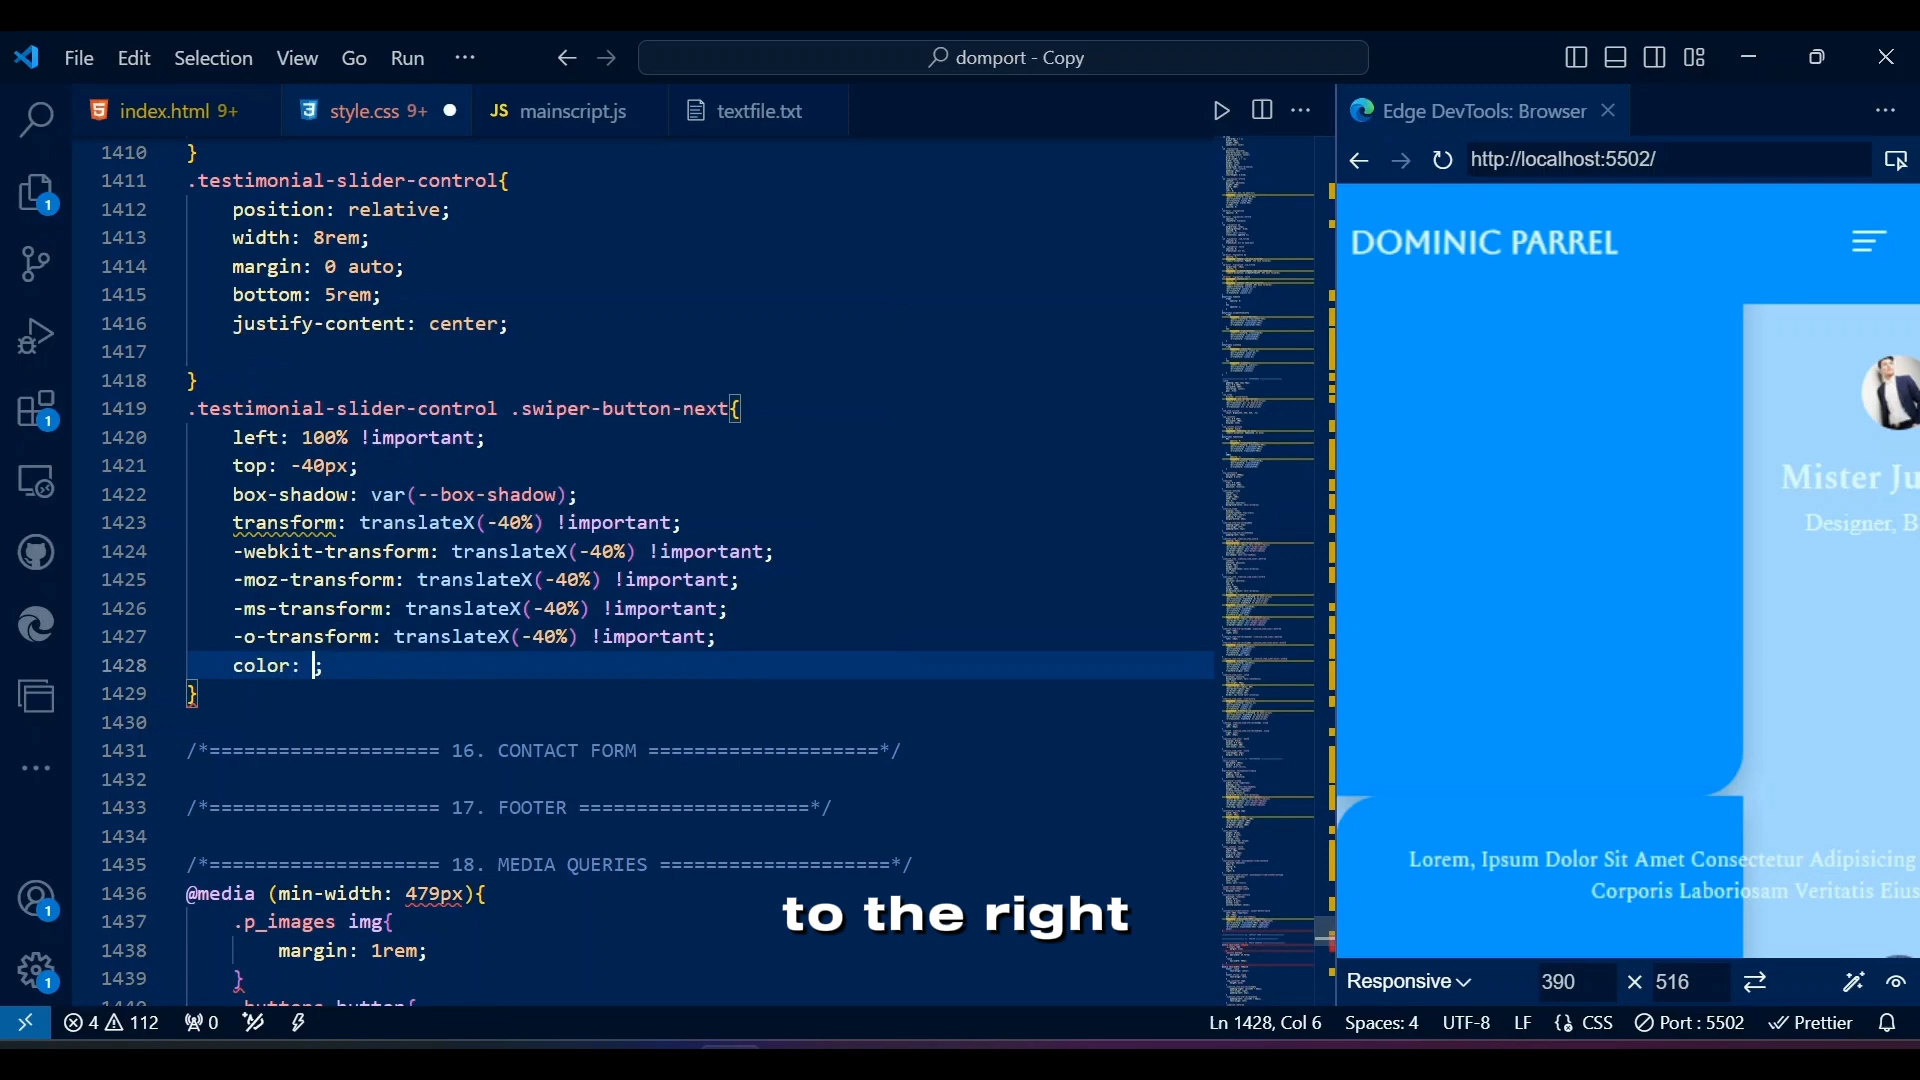 File Edit Selection View Go Run ··· domport - Copy
index.html 9+ style.css 9+ JS mainscript.js textfile.txt Edge DevTools: Browser
http://localhost:5502/
1410 }
1411 .testimonial-slider-control{
1412 position: relative;
1413 width: 8rem;
1414 margin: 0 auto;
1415 bottom: 5rem;
1416 justify-content: center;
1417
1418 }
1419 .testimonial-slider-control .swiper-button-next{
1420 left: 100% !important;
1421 top: -40px;
1422 box-shadow: var(--box-shadow);
1423 transform: translateX(-40%) !important;
1424 -webkit-transform: translateX(-40%) !important;
1425 -moz-transform: translateX(-40%) !important;
1426 -ms-transform: translateX(-40%) !important;
1427 -o-transform: translateX(-40%) !important;
1428 color: ;
1429 }
1430
1431 /*==================== 16. CONTACT FORM ====================*/
1432
1433 /*==================== 17. FOOTER ====================*/
1434
1435 /*==================== 18. MEDIA QUERIES ====================*/
1436 @media (min-width: 479px){
1437 .p_images img{
1438 margin: 1rem;
1439 }
to the right
DOMINIC PARREL
Mister Ju
Designer, B
Lorem, Ipsum Dolor Sit Amet Consectetur Adipisicing
Corporis Laboriosam Veritatis Eius
Responsive 390 × 516
1
1
1
1
4 112 0 Ln 1428, Col 6 Spaces: 4 UTF-8 LF {} CSS Port : 5502 Prettier